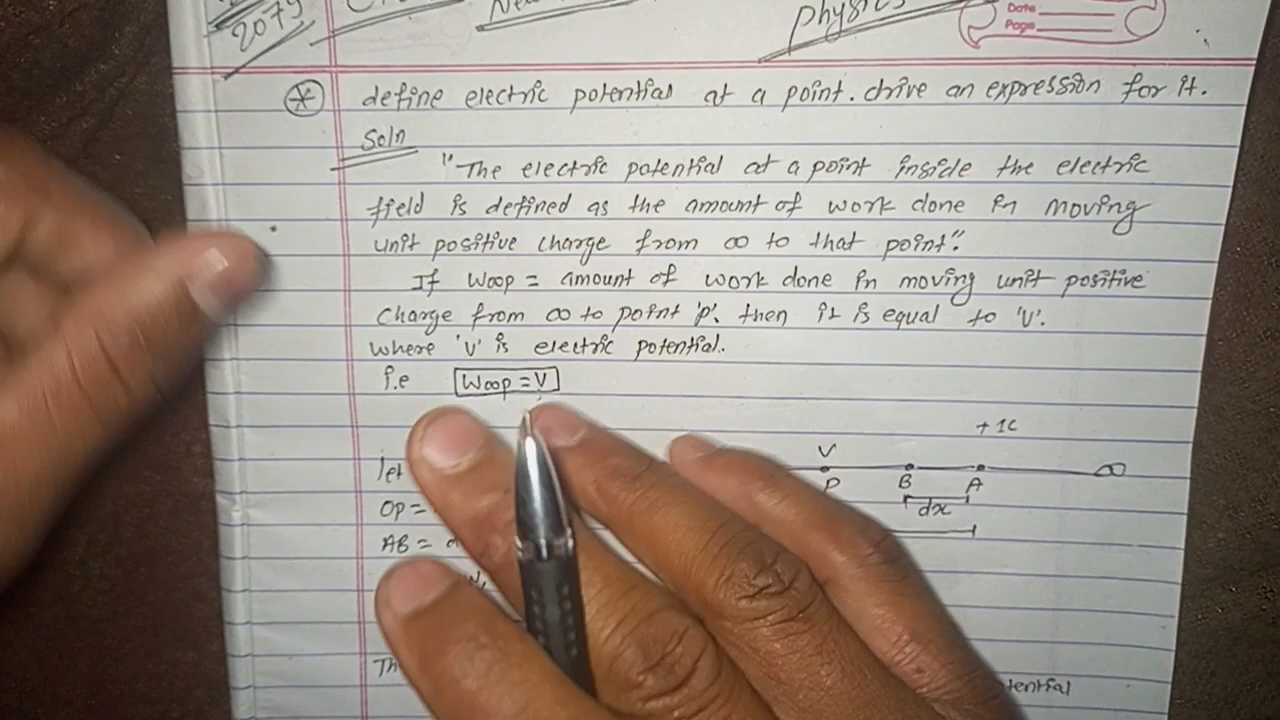 2079
Physics
Date
Page
* define electric potential at a point. drive an expression for it.
Soln
"The electric potential at a point inside the electric
field is defined as the amount of work done in moving
unit positive charge from ∞ to that point".
If W∞p = amount of work done in moving unit positive
charge from ∞ to point 'p'. then it is equal to 'V'.
where 'V' is electric potential.
i.e W∞p = V
+1C
let V ∞
P B A
OP = dx
AB =